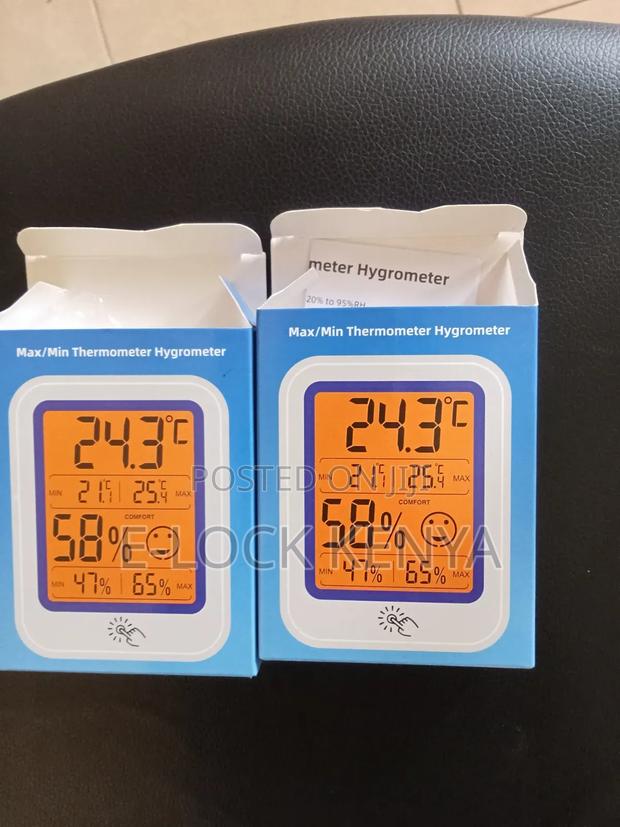 meter Hygrometer
20% to 95%RH
Max/Min Thermometer Hygrometer
24.3°C
MIN 21.1°C 25.4 MAX
COMFORT
58%
MIN 47% 65% MAX
Max/Min Thermometer Hygrometer
24.3°C
MIN 21.1°C 25.4 MAX
COMFORT
58%
MIN 47% 65% MAX
POSTED ON JIJI
E-LOCK KENYA